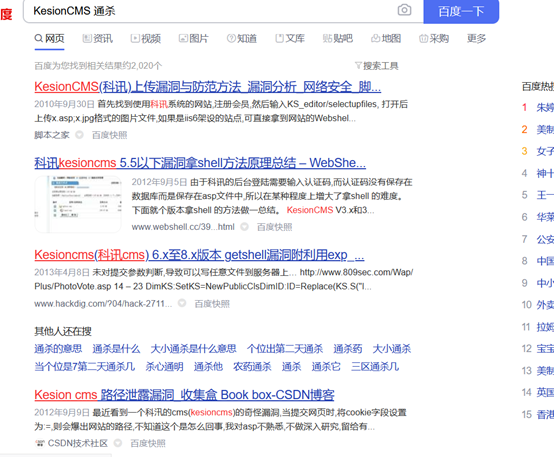 度 KesionCMS 通杀 百度一下
网页 资讯 视频 图片 知道 文库 贴吧 地图 采购 更多
百度为您找到相关结果约2,020个 搜索工具
KesionCMS(科讯)上传漏洞与防范方法_漏洞分析_网络安全_脚...
2010年9月30日 首先找到使用科讯系统的网站,注册会员,然后输入KS_editor/selectupfiles, 打开后
上传x.asp;x.jpg格式的图片文件,如果是iis6架设的站点,可直接拿到网站的Webshel...
脚本之家 百度快照
科讯kesioncms 5.5以下漏洞拿shell方法原理总结 – WebShe...
2012年9月5日 由于科讯的后台登陆需要输入认证码,而认证码没有保存在
数据库而是保存在asp文件中,所以在某种程度上增大了拿shell 的难度。
下面就个版本拿shell 的方法做一总结。 KesionCMS V3.x和3...
www.webshell.cc/39...html 百度快照
Kesioncms(科讯cms) 6.x至8.x版本 getshell漏洞附利用exp_...
2013年4月8日 未对提交参数判断,导致可以写任意文件到服务器上... http://www.809sec.com/Wap/
Plus/PhotoVote.asp 14 – 23 DimKS:SetKS=NewPublicClsDimID:ID=Replace(KS.S("I...
www.hackdig.com/?04/hack-2711... 百度快照
其他人还在搜
通杀的意思 通杀是什么 大小通杀是什么意思 个位出第二天通杀 通杀药 大小通杀
当个位是7第二天通杀几 杀心通明 通杀他 农药通杀 通杀 通杀它 三区通杀几
Kesion cms 路径泄露漏洞_收集盒 Book box-CSDN博客
2012年9月9日 最近看到一个科汛的cms(kesioncms)的奇怪漏洞,当提交网页时,将cookie字段设置
为:=,则会爆出网站的路径,不知道这个是怎么回事,我对asp不熟悉,不做深入研究,留给有...
CSDN技术社区 百度快照
百度热
1 朱婷
2 美制
3 女子
4 神十
5 王一
6 华莱
7 公安
8 中国
9 中小
10 外卖
11 拉姆
12 宝宝
13 美制
14 英国
15 香港